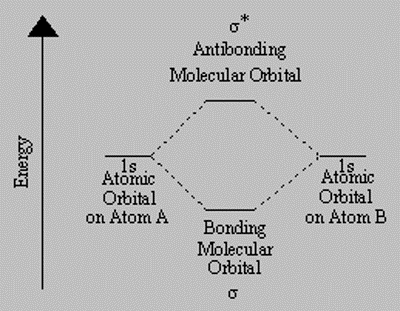 σ*
Antibonding
Molecular Orbital
Energy
1s
Atomic
Orbital
on Atom A
1s
Atomic
Orbital
on Atom B
Bonding
Molecular
Orbital
σ